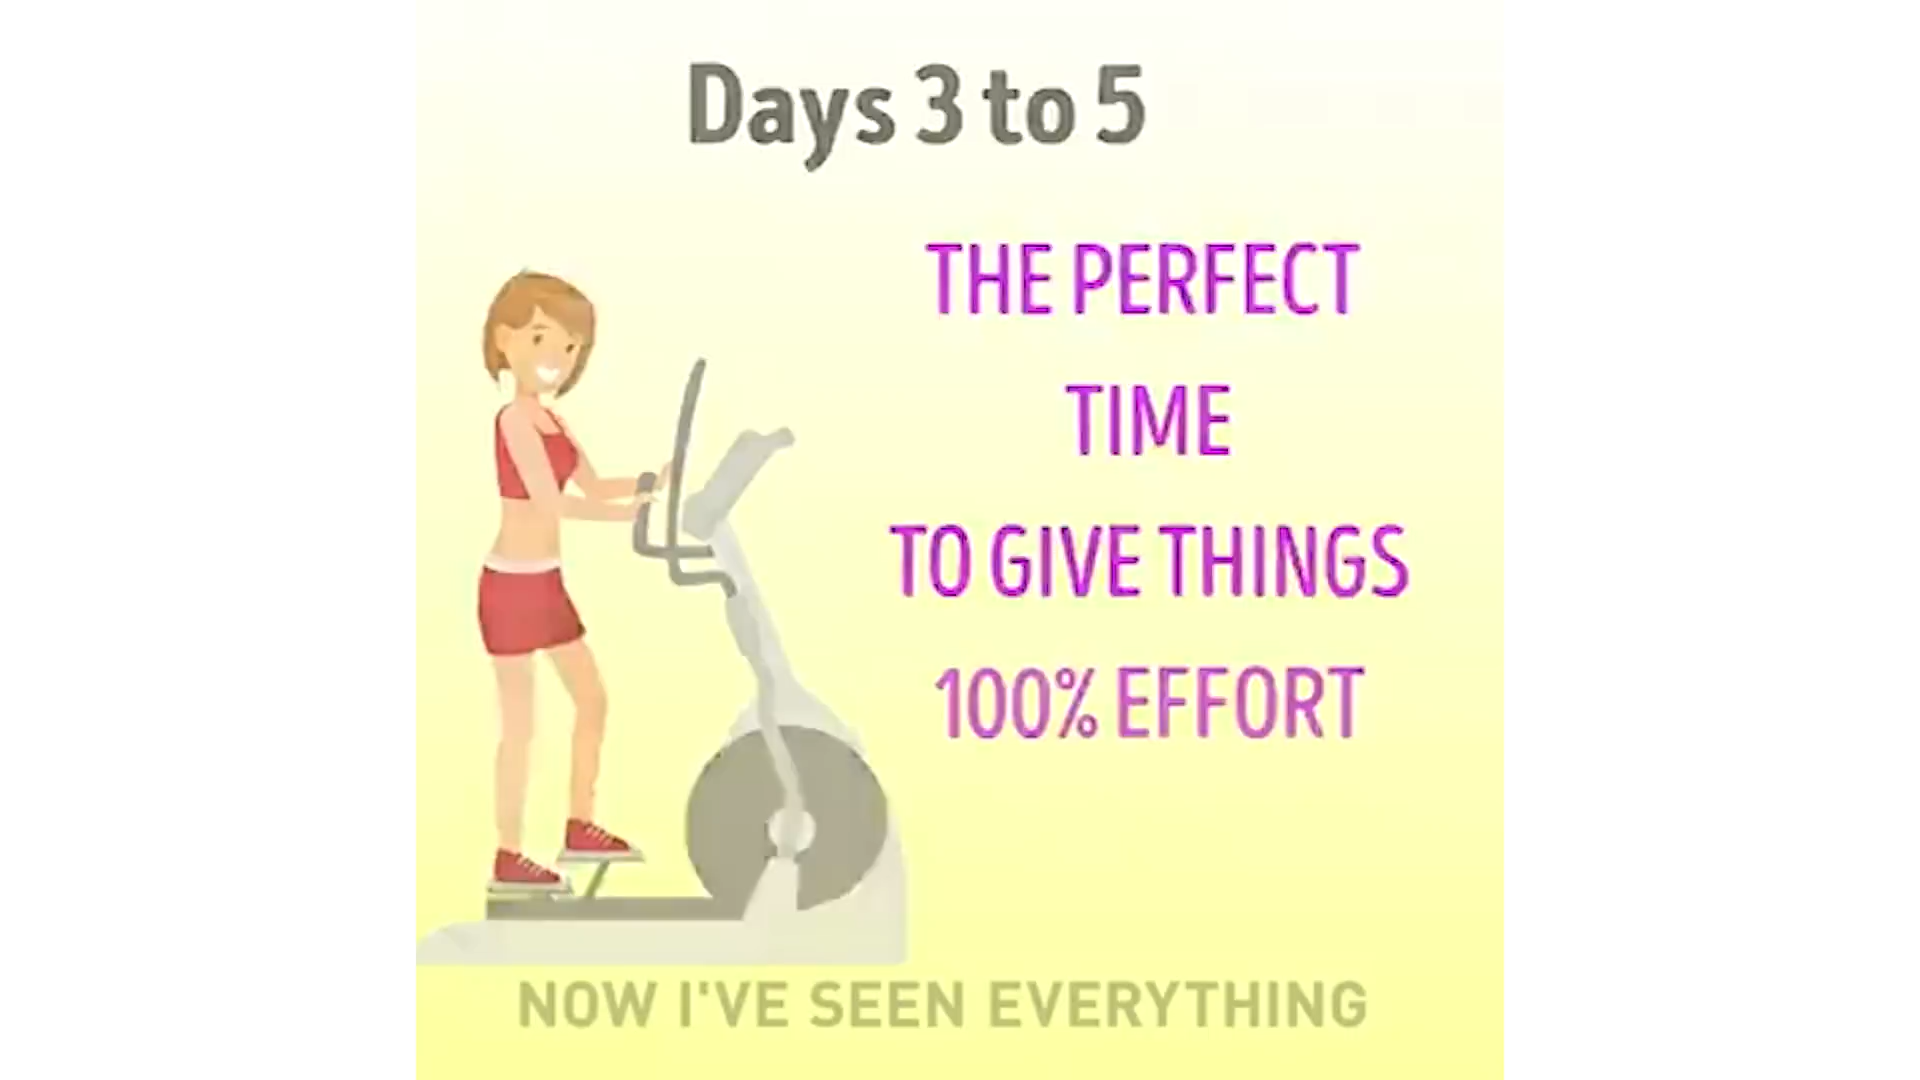 Days 3 to 5
THE PERFECT
TIME
TO GIVE THINGS
100% EFFORT
NOW I'VE SEEN EVERYTHING